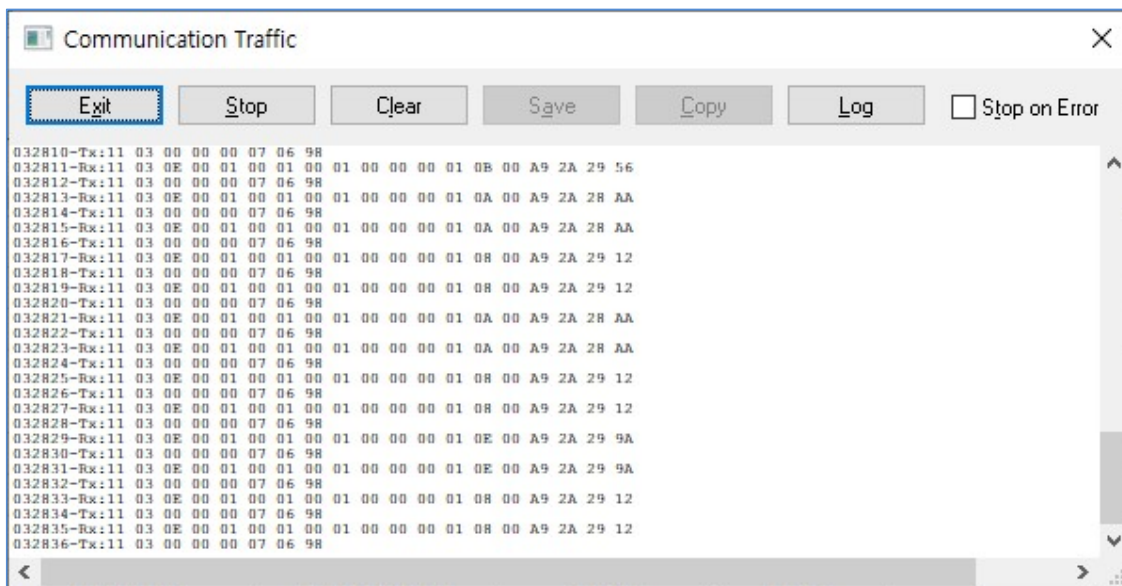 Communication Traffic
Exit Stop Clear Save Copy Log Stop on Error
032810-Tx:11 03 00 00 00 07 06 98
032811-Rx:11 03 0E 00 01 00 01 00 01 00 00 00 01 0B 00 A9 2A 29 56
032812-Tx:11 03 00 00 00 07 06 98
032813-Rx:11 03 0E 00 01 00 01 00 01 00 00 00 01 0A 00 A9 2A 28 AA
032814-Tx:11 03 00 00 00 07 06 98
032815-Rx:11 03 0E 00 01 00 01 00 01 00 00 00 01 0A 00 A9 2A 28 AA
032816-Tx:11 03 00 00 00 07 06 98
032817-Rx:11 03 0E 00 01 00 01 00 01 00 00 00 01 08 00 A9 2A 29 12
032818-Tx:11 03 00 00 00 07 06 98
032819-Rx:11 03 0E 00 01 00 01 00 01 00 00 00 01 08 00 A9 2A 29 12
032820-Tx:11 03 00 00 00 07 06 98
032821-Rx:11 03 0E 00 01 00 01 00 01 00 00 00 01 0A 00 A9 2A 28 AA
032822-Tx:11 03 00 00 00 07 06 98
032823-Rx:11 03 0E 00 01 00 01 00 01 00 00 00 01 0A 00 A9 2A 28 AA
032824-Tx:11 03 00 00 00 07 06 98
032825-Rx:11 03 0E 00 01 00 01 00 01 00 00 00 01 08 00 A9 2A 29 12
032826-Tx:11 03 00 00 00 07 06 98
032827-Rx:11 03 0E 00 01 00 01 00 01 00 00 00 01 08 00 A9 2A 29 12
032828-Tx:11 03 00 00 00 07 06 98
032829-Rx:11 03 0E 00 01 00 01 00 01 00 00 00 01 0E 00 A9 2A 29 9A
032830-Tx:11 03 00 00 00 07 06 98
032831-Rx:11 03 0E 00 01 00 01 00 01 00 00 00 01 0E 00 A9 2A 29 9A
032832-Tx:11 03 00 00 00 07 06 98
032833-Rx:11 03 0E 00 01 00 01 00 01 00 00 00 01 08 00 A9 2A 29 12
032834-Tx:11 03 00 00 00 07 06 98
032835-Rx:11 03 0E 00 01 00 01 00 01 00 00 00 01 08 00 A9 2A 29 12
032836-Tx:11 03 00 00 00 07 06 98